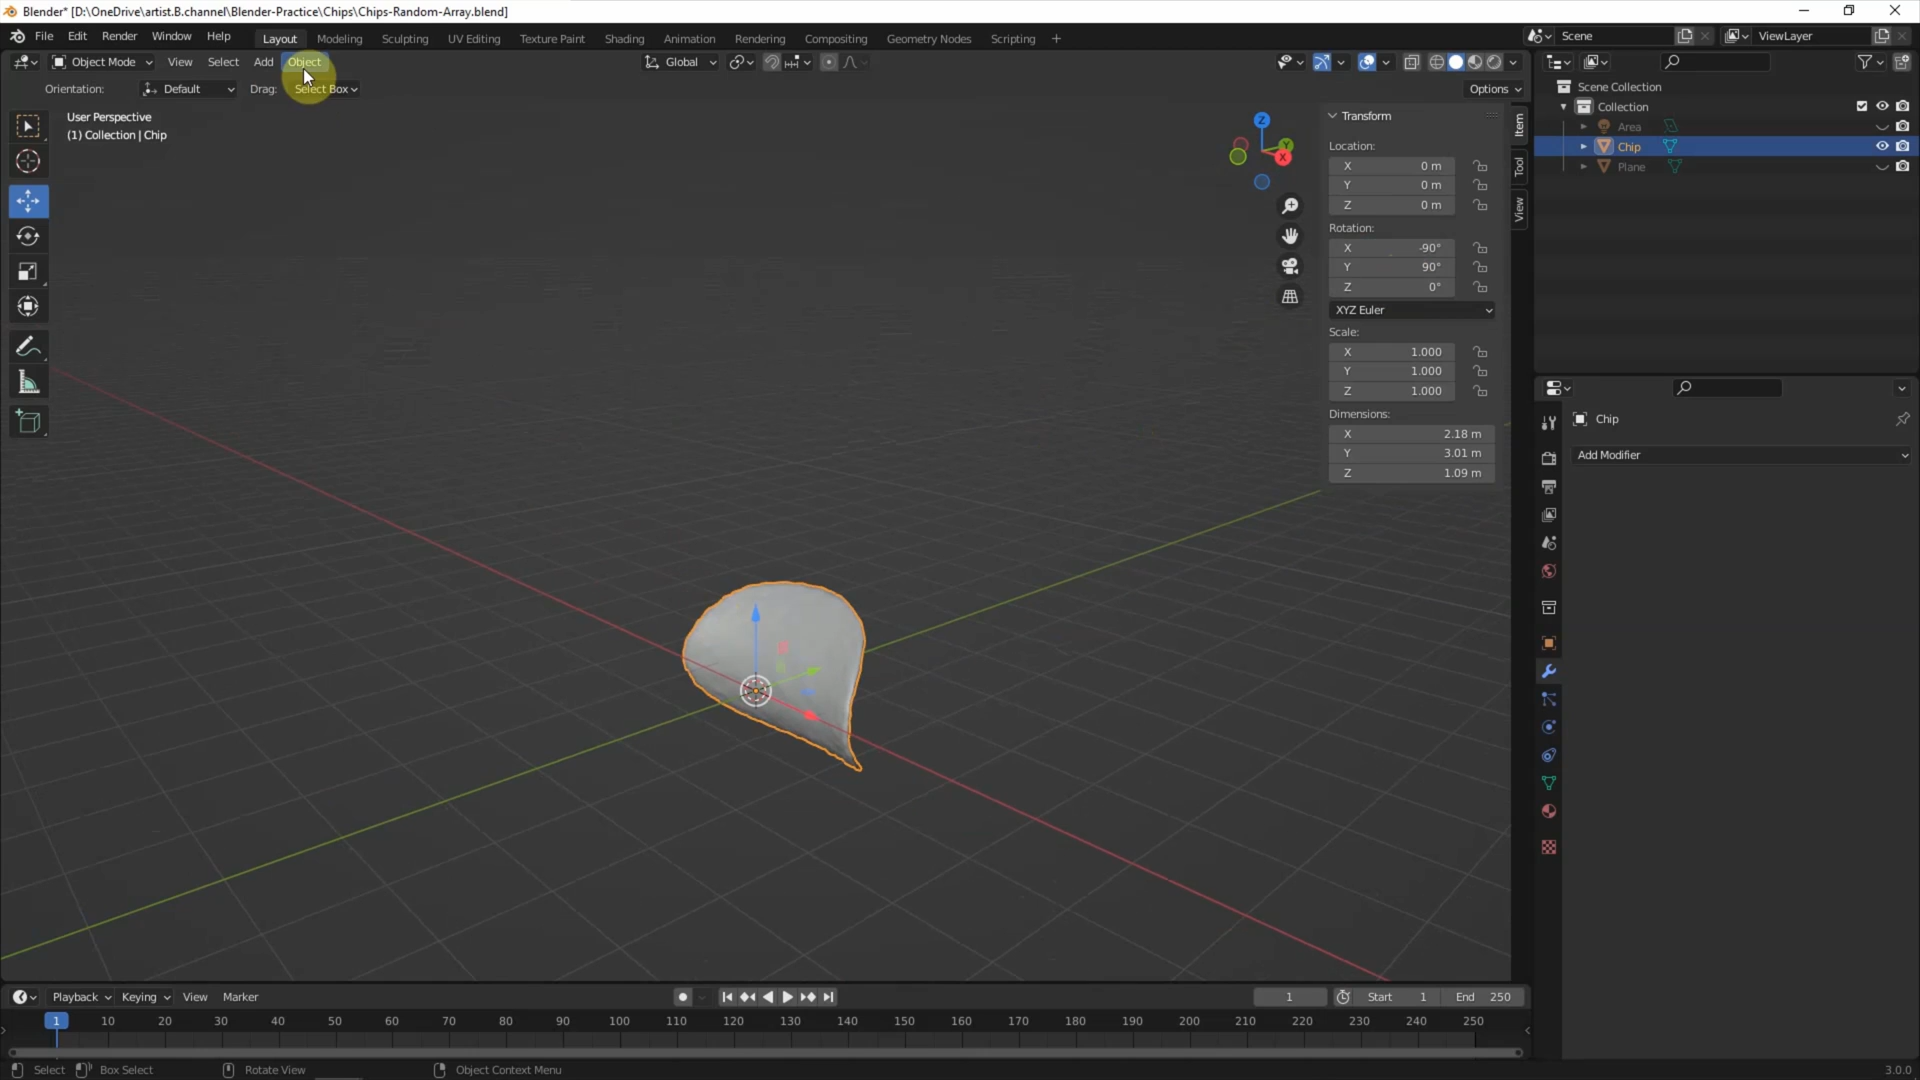 Blender* [D:\OneDrive\artist.B.channel\Blender-Practice\Chips\Chips-Random-Array.blend]
File Edit Render Window Help Layout Modeling Sculpting UV Editing Texture Paint Shading Animation Rendering Compositing Geometry Nodes Scripting + Scene ViewLayer
Object Mode View Select Add Object Global
Orientation: Default Drag: Select Box Options
User Perspective
(1) Collection | Chip
Z
Y
X
Transform
Location:
X 0 m
Y 0 m
Z 0 m
Rotation:
X -90°
Y 90°
Z 0°
XYZ Euler
Scale:
X 1.000
Y 1.000
Z 1.000
Dimensions:
X 2.18 m
Y 3.01 m
Z 1.09 m
Item
Tool
View
Scene Collection
Collection
Area
Chip
Plane
Chip
Add Modifier
Playback Keying View Marker 1 Start 1 End 250
1 10 20 30 40 50 60 70 80 90 100 110 120 130 140 150 160 170 180 190 200 210 220 230 240 250
Select Box Select Rotate View Object Context Menu 3.0.0